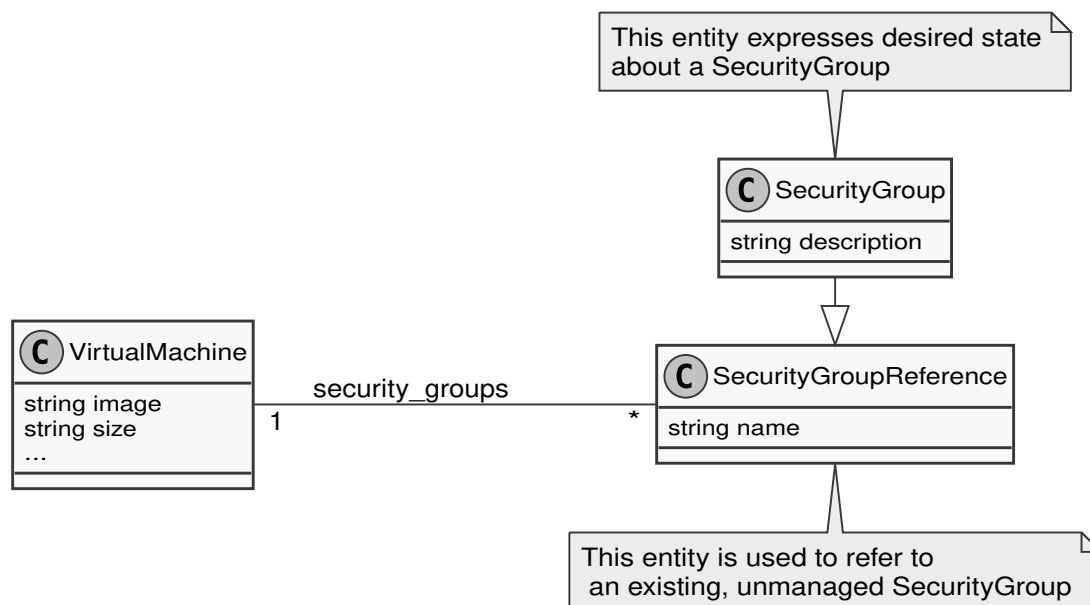 This entity expresses desired state
about a SecurityGroup
C SecurityGroup
string description
C VirtualMachine
string image
string size
...
security_groups
1
*
C SecurityGroupReference
string name
This entity is used to refer to
an existing, unmanaged SecurityGroup